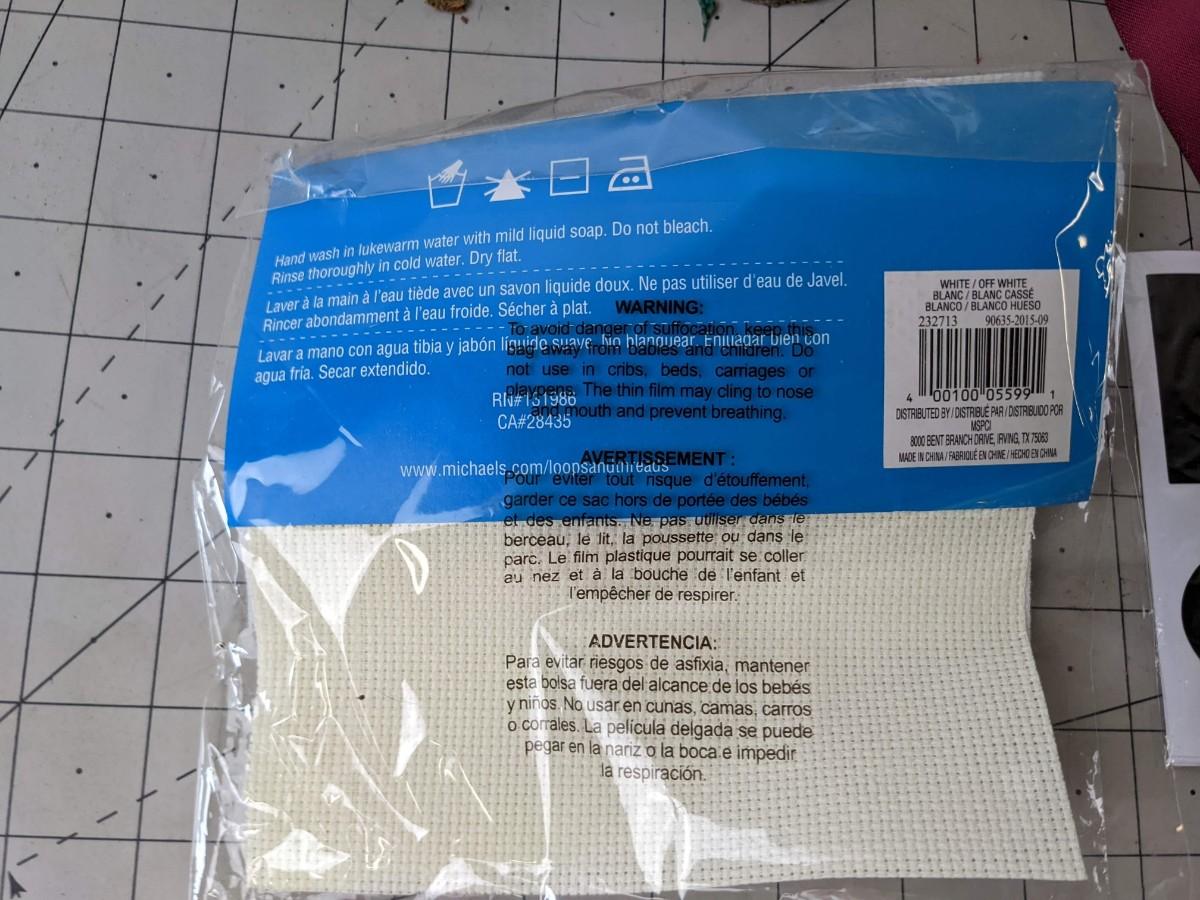 Hand wash in lukewarm water with mild liquid soap. Do not bleach.
Rinse thoroughly in cold water. Dry flat.
Laver à la main à l'eau tiède avec un savon liquide doux. Ne pas utiliser d'eau de Javel.
Rincer abondamment à l'eau froide. Sécher à plat.
Lavar a mano con agua tibia y jabón líquido suave. No blanquear. Enjuagar bien con
agua fría. Secar extendido.
RN#131986
CA#28435
www.michaels.com/loopsandthreads
WARNING:
To avoid danger of suffocation, keep this
bag away from babies and children. Do
not use in cribs, beds, carriages or
playpens. The thin film may cling to nose
and mouth and prevent breathing.
AVERTISSEMENT :
Pour éviter tout risque d'étouffement,
garder ce sac hors de portée des bébés
et des enfants. Ne pas utiliser dans le
berceau, le lit, la poussette ou dans le
parc. Le film plastique pourrait se coller
au nez et à la bouche de l'enfant et
l'empêcher de respirer.
ADVERTENCIA:
Para evitar riesgos de asfixia, mantener
esta bolsa fuera del alcance de los bebés
y niños. No usar en cunas, camas, carros
o corrales. La película delgada se puede
pegar en la nariz o la boca e impedir
la respiración.
WHITE / OFF WHITE
BLANC / BLANC CASSÉ
BLANCO / BLANCO HUESO
232713 90635-2015-09
4 00100 05599 1
DISTRIBUTED BY / DISTRIBUÉ PAR / DISTRIBUIDO POR
MSPCI
8000 BENT BRANCH DRIVE, IRVING, TX 75063
MADE IN CHINA / FABRIQUÉ EN CHINE / HECHO EN CHINA